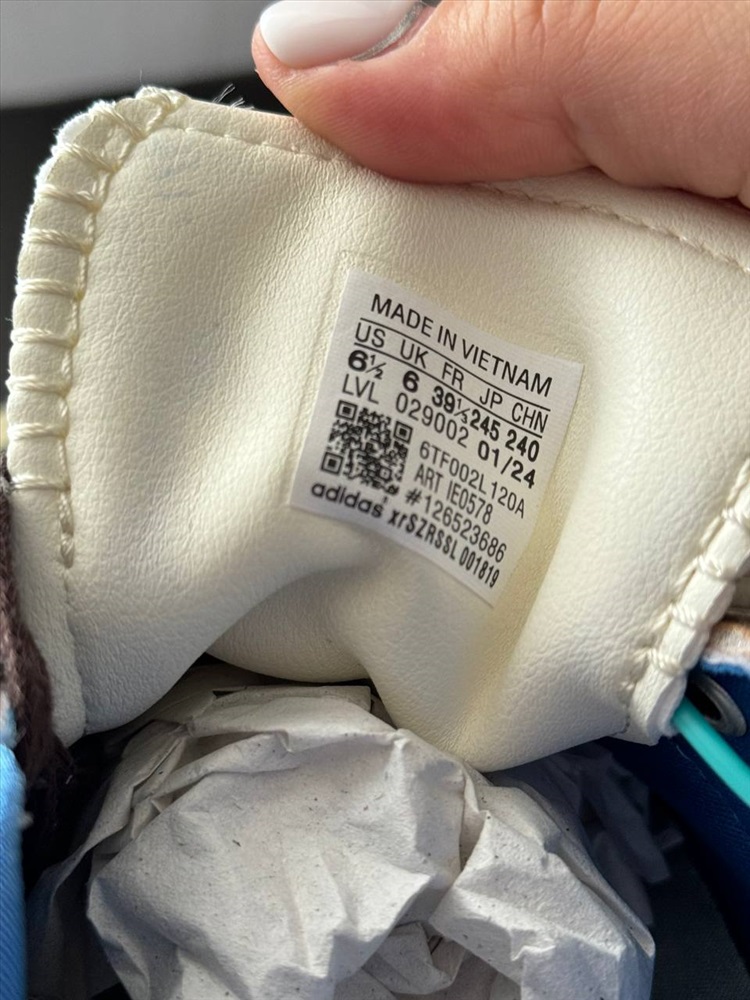 MADE IN VIETNAM
US UK FR JP CHN
6½ 6 39⅓ 245 240
LVL 029002 01/24
6TF002L120A
ART IE0578
#126523686
adidas xrSZRSSL 001819